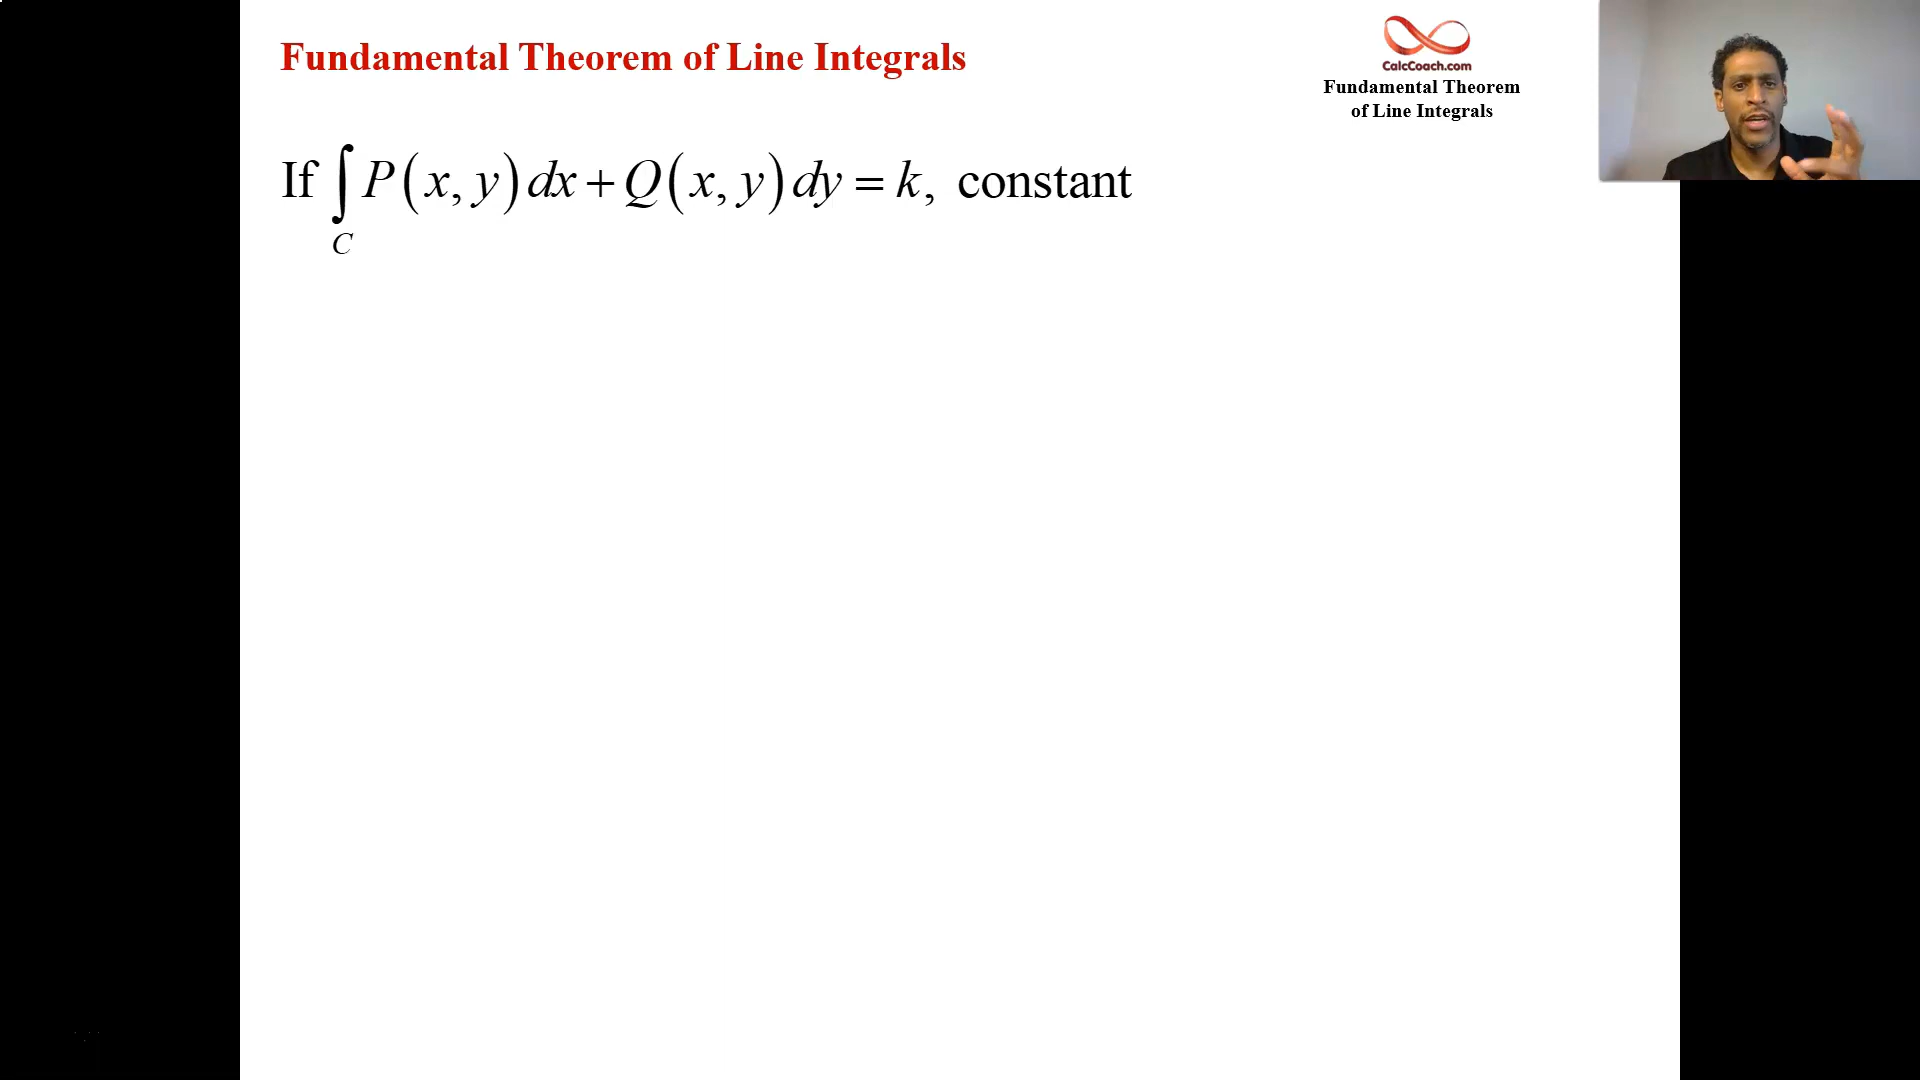 Fundamental Theorem of Line Integrals
CalcCoach.com
Fundamental Theorem
of Line Integrals
If ∫ P(x, y)dx + Q(x, y)dy = k, constant
C